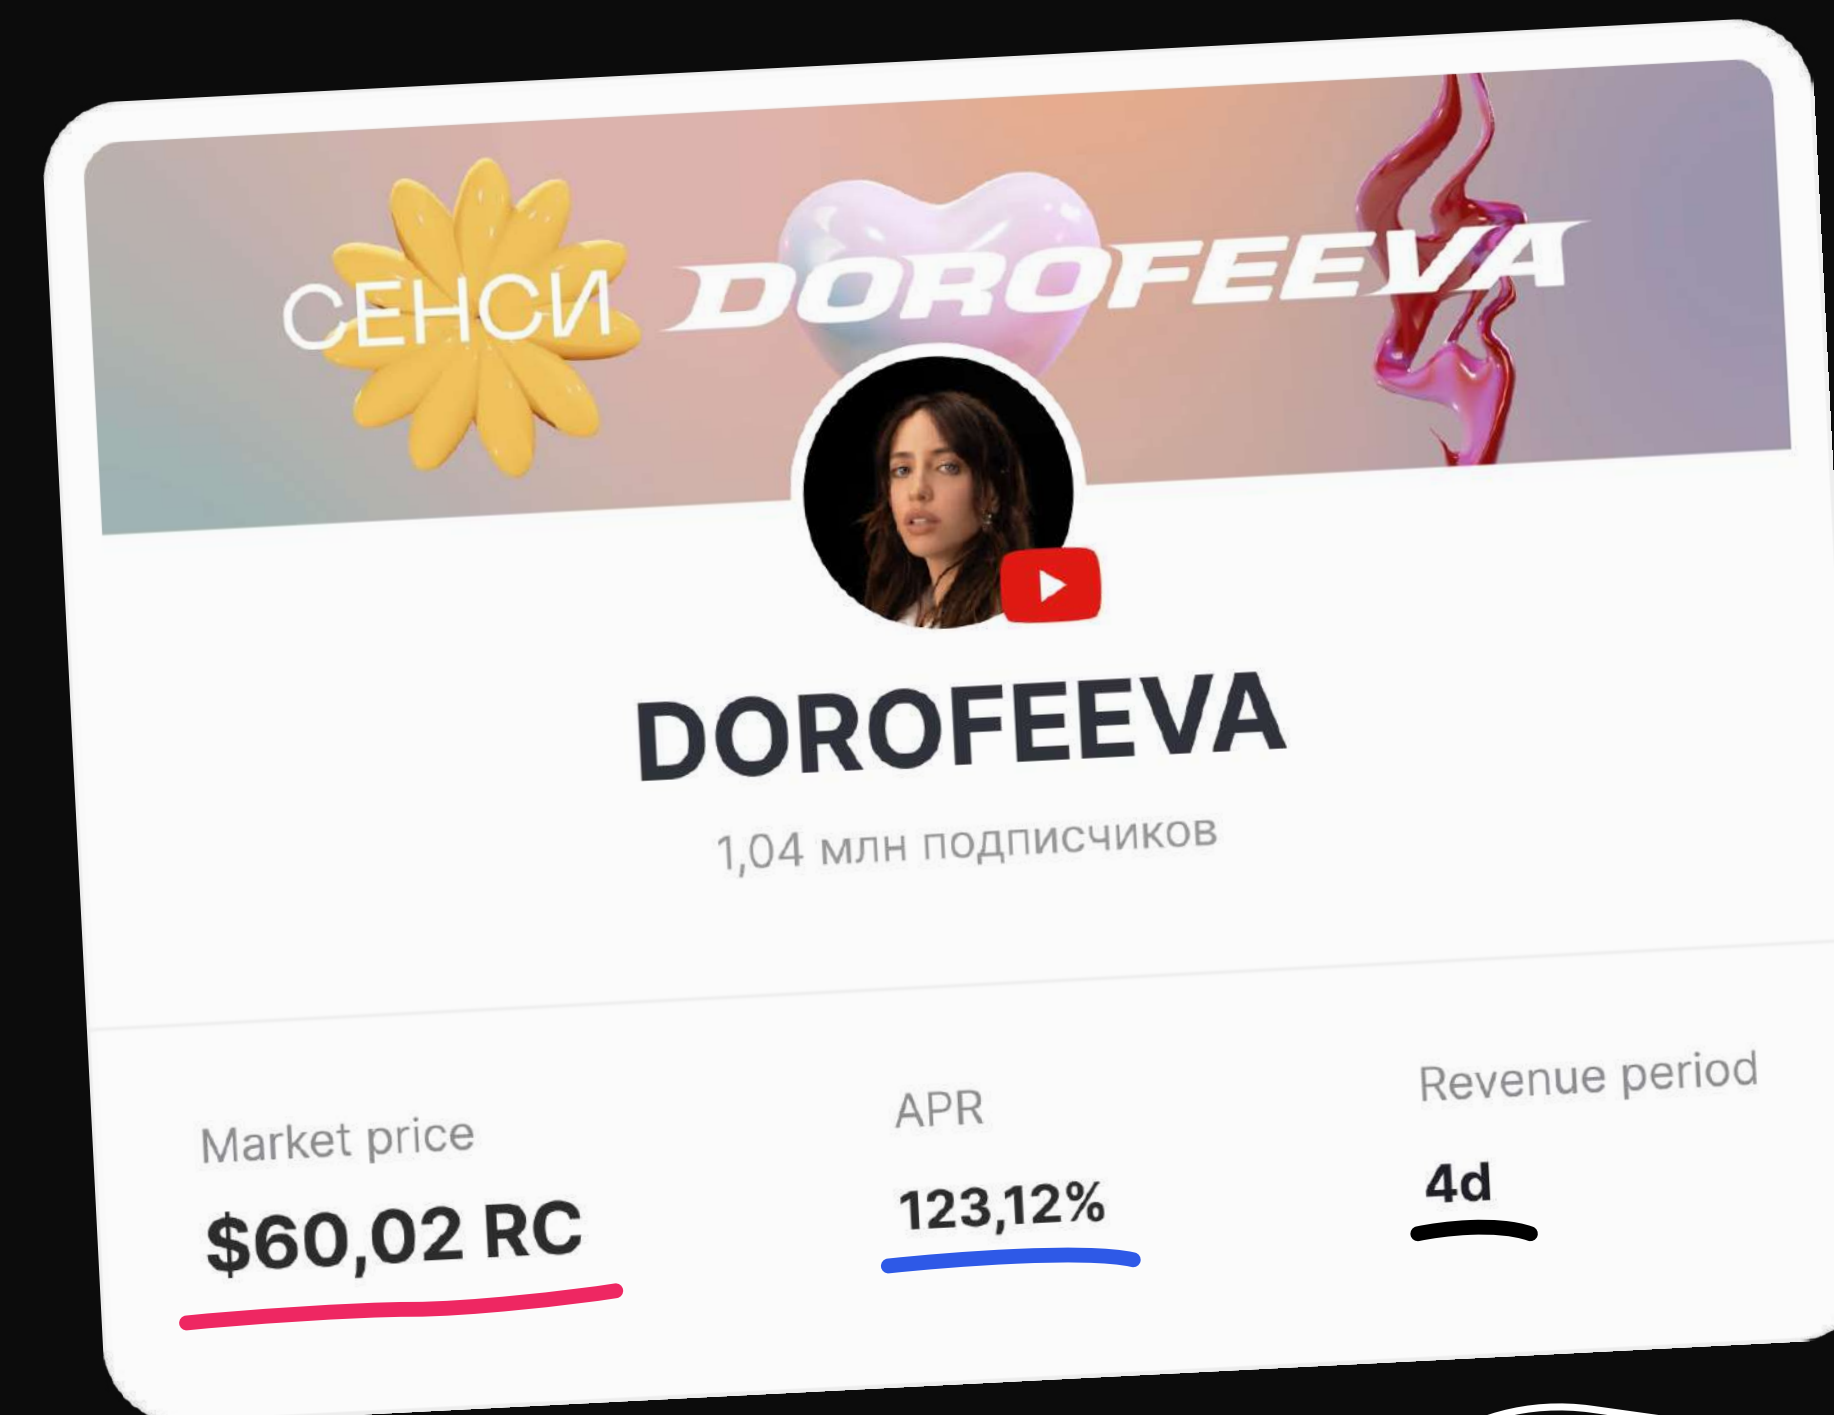 СЕНСИ DOROFEEVA
DOROFEEVA
1,04 млн подписчиков
Market price
$60,02 RC
APR
123,12%
Revenue period
4d